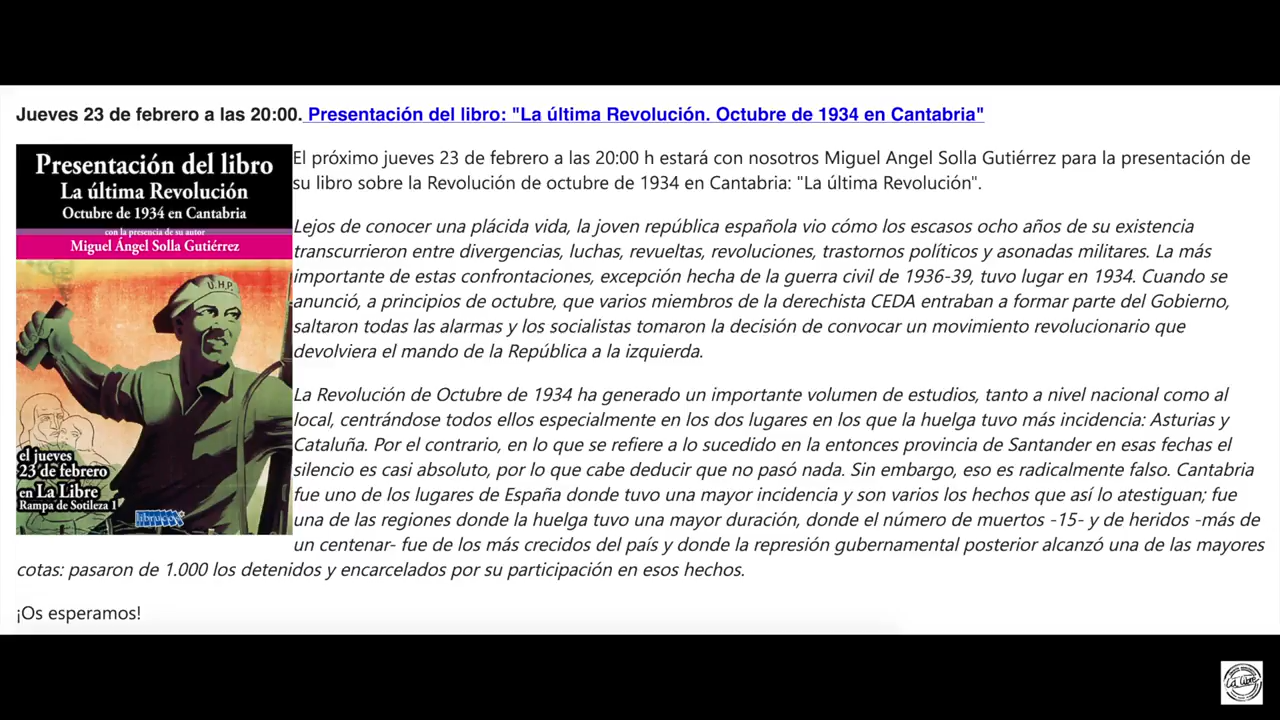 Jueves 23 de febrero a las 20:00. Presentación del libro: "La última Revolución. Octubre de 1934 en Cantabria"
Presentación del libro
La última Revolución
Octubre de 1934 en Cantabria
con la presencia de su autor
Miguel Ángel Solla Gutiérrez
U.H.P.
el jueves
23 de febrero
en La Libre
Rampa de Sotileza 1
libreros
El próximo jueves 23 de febrero a las 20:00 h estará con nosotros Miguel Angel Solla Gutiérrez para la presentación de
su libro sobre la Revolución de octubre de 1934 en Cantabria: "La última Revolución".
Lejos de conocer una plácida vida, la joven república española vio cómo los escasos ocho años de su existencia
transcurrieron entre divergencias, luchas, revueltas, revoluciones, trastornos políticos y asonadas militares. La más
importante de estas confrontaciones, excepción hecha de la guerra civil de 1936-39, tuvo lugar en 1934. Cuando se
anunció, a principios de octubre, que varios miembros de la derechista CEDA entraban a formar parte del Gobierno,
saltaron todas las alarmas y los socialistas tomaron la decisión de convocar un movimiento revolucionario que
devolviera el mando de la República a la izquierda.
La Revolución de Octubre de 1934 ha generado un importante volumen de estudios, tanto a nivel nacional como al
local, centrándose todos ellos especialmente en los dos lugares en los que la huelga tuvo más incidencia: Asturias y
Cataluña. Por el contrario, en lo que se refiere a lo sucedido en la entonces provincia de Santander en esas fechas el
silencio es casi absoluto, por lo que cabe deducir que no pasó nada. Sin embargo, eso es radicalmente falso. Cantabria
fue uno de los lugares de España donde tuvo una mayor incidencia y son varios los hechos que así lo atestiguan; fue
una de las regiones donde la huelga tuvo una mayor duración, donde el número de muertos -15- y de heridos -más de
un centenar- fue de los más crecidos del país y donde la represión gubernamental posterior alcanzó una de las mayores
cotas: pasaron de 1.000 los detenidos y encarcelados por su participación en esos hechos.
¡Os esperamos!
La Libre